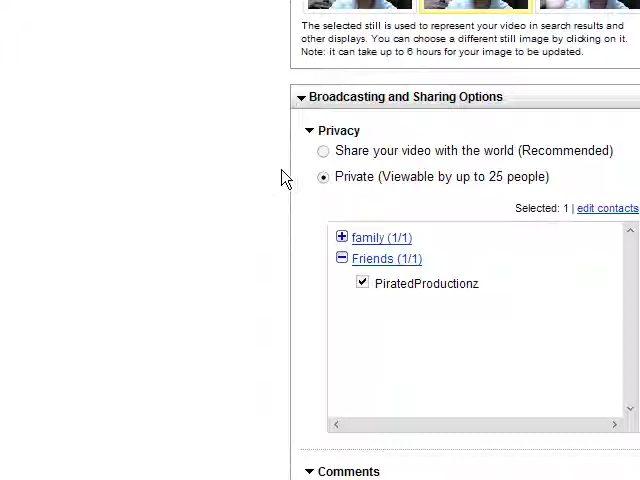 The selected still is used to represent your video in search results and
other displays. You can choose a different still image by clicking on it.
Note: it can take up to 6 hours for your image to be updated.
Broadcasting and Sharing Options
Privacy
Share your video with the world (Recommended)
Private (Viewable by up to 25 people)
Selected: 1 | edit contacts
family (1/1)
Friends (1/1)
PiratedProductionz
Comments